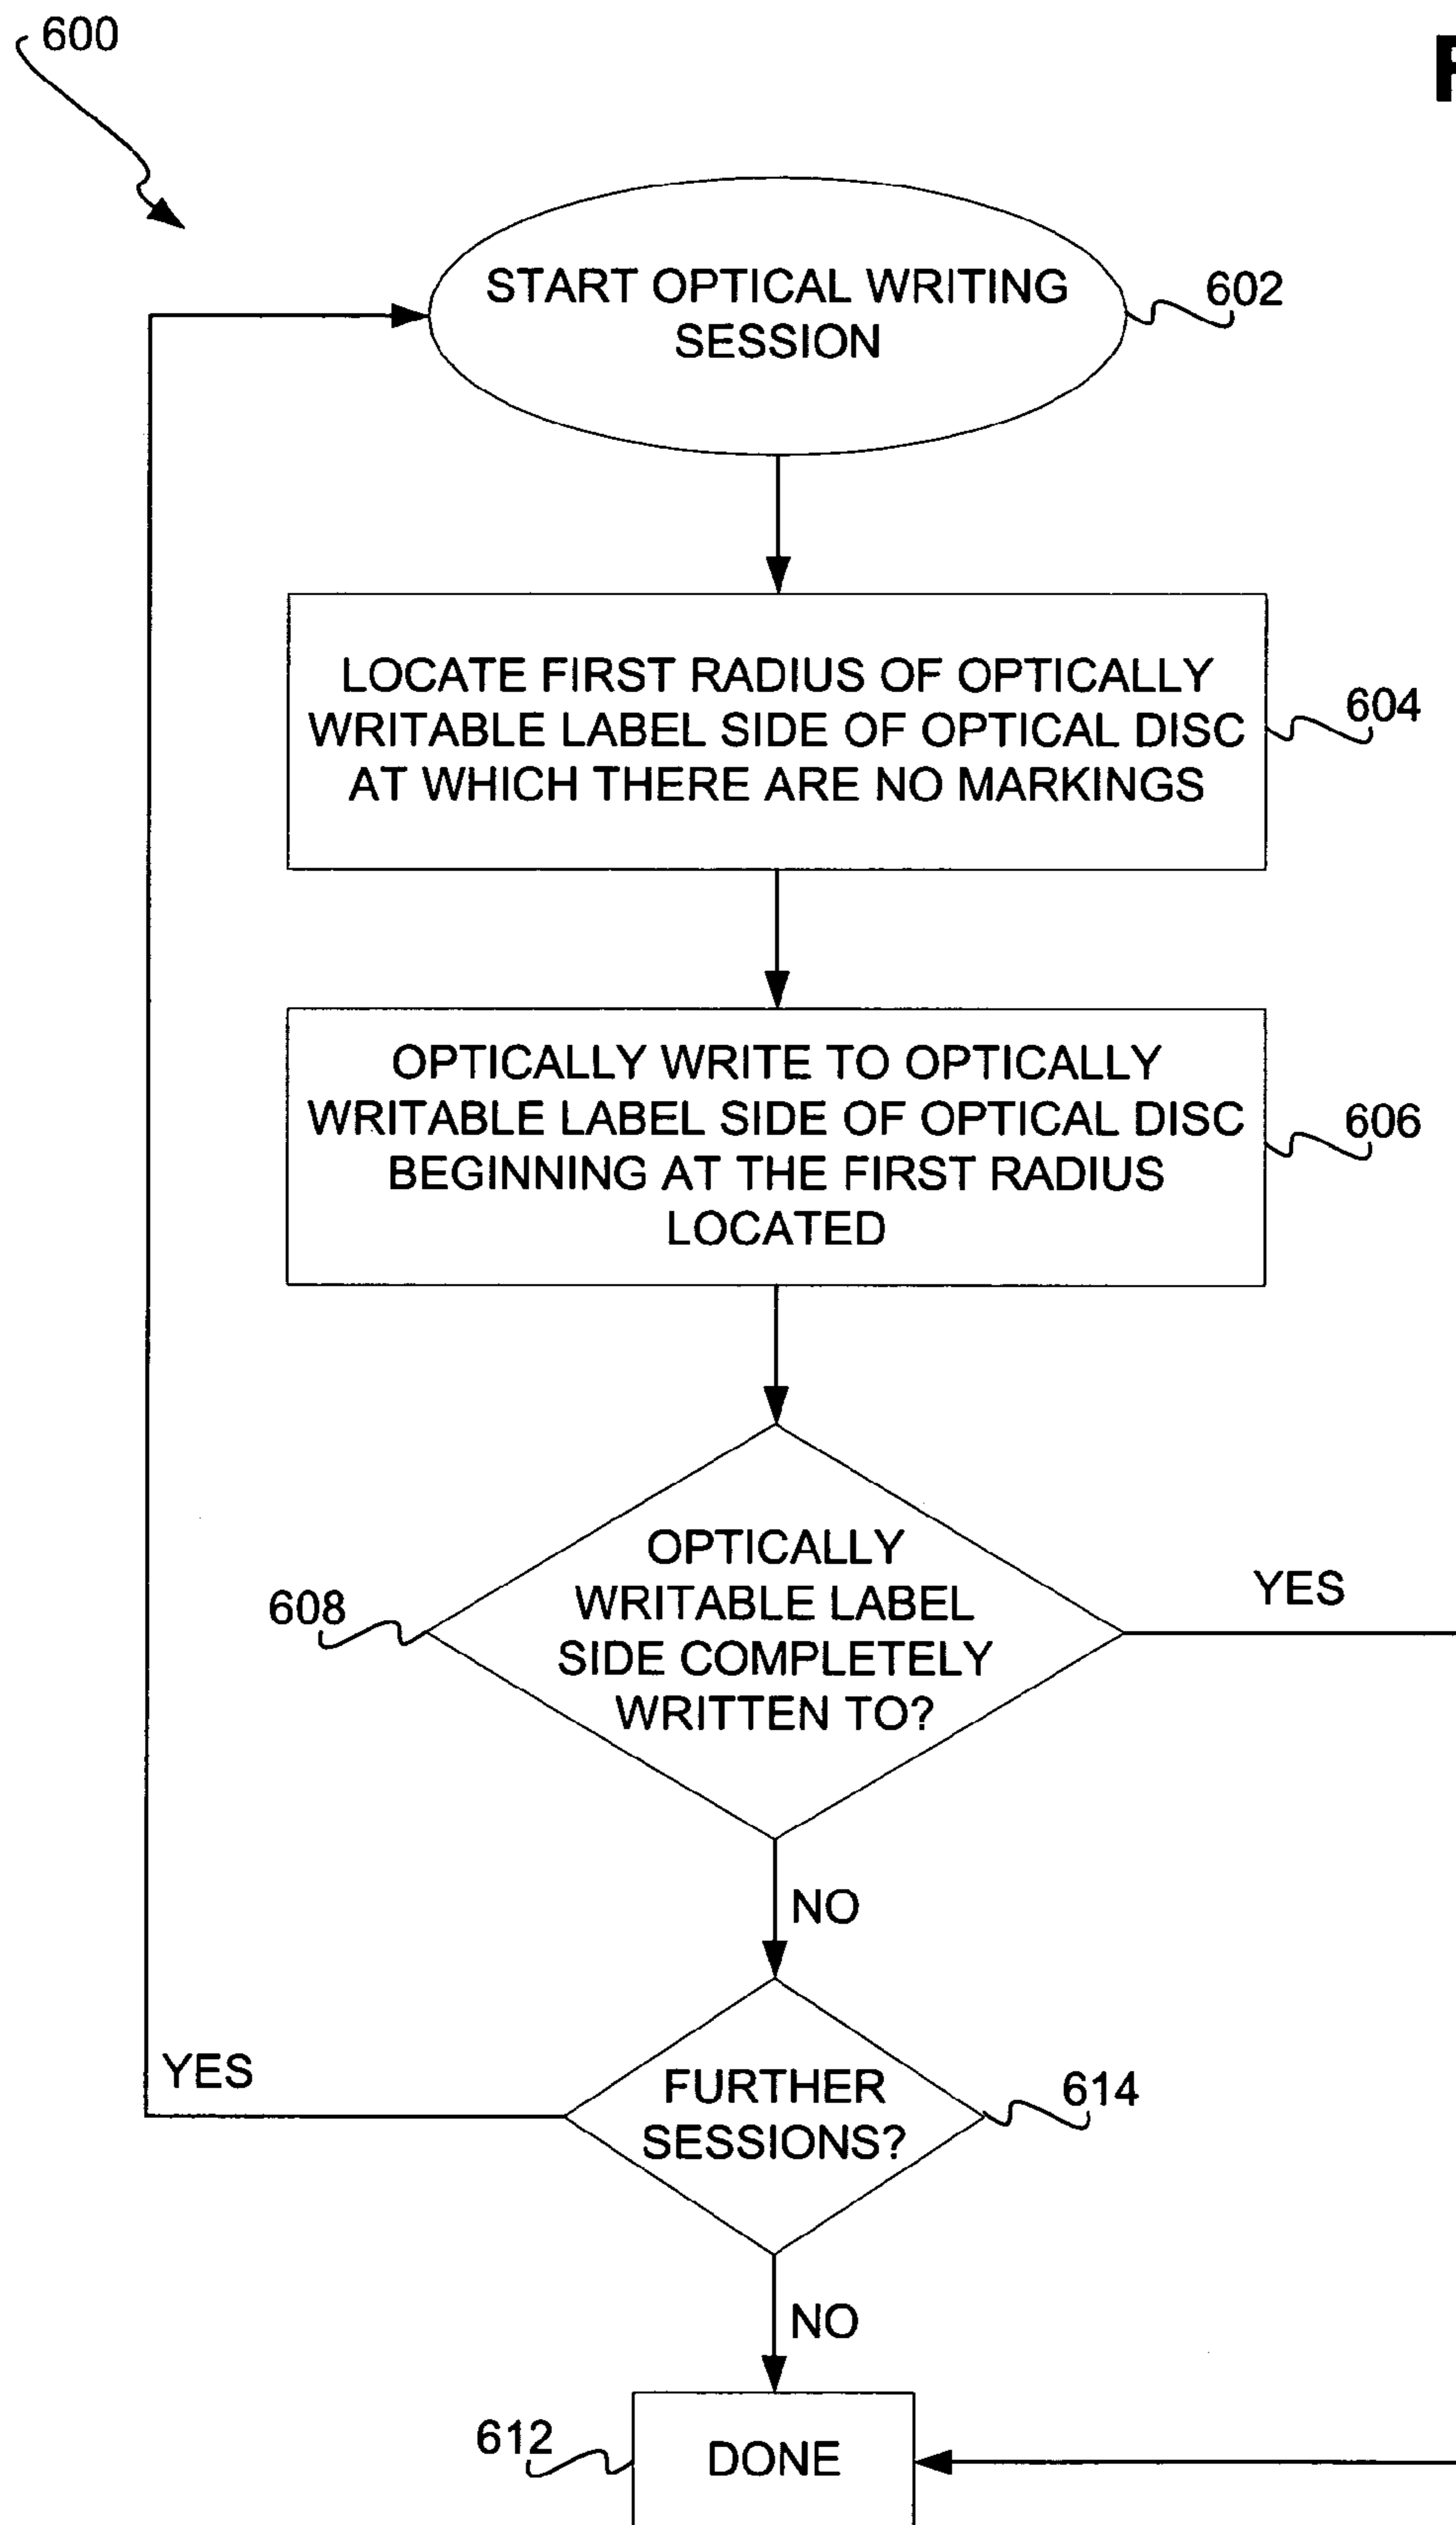 600
START OPTICAL WRITING
SESSION
602
LOCATE FIRST RADIUS OF OPTICALLY
WRITABLE LABEL SIDE OF OPTICAL DISC
AT WHICH THERE ARE NO MARKINGS
604
OPTICALLY WRITE TO OPTICALLY
WRITABLE LABEL SIDE OF OPTICAL DISC
BEGINNING AT THE FIRST RADIUS
LOCATED
606
OPTICALLY
WRITABLE LABEL
SIDE COMPLETELY
WRITTEN TO?
608
YES
NO
FURTHER
SESSIONS?
614
YES
NO
612
DONE